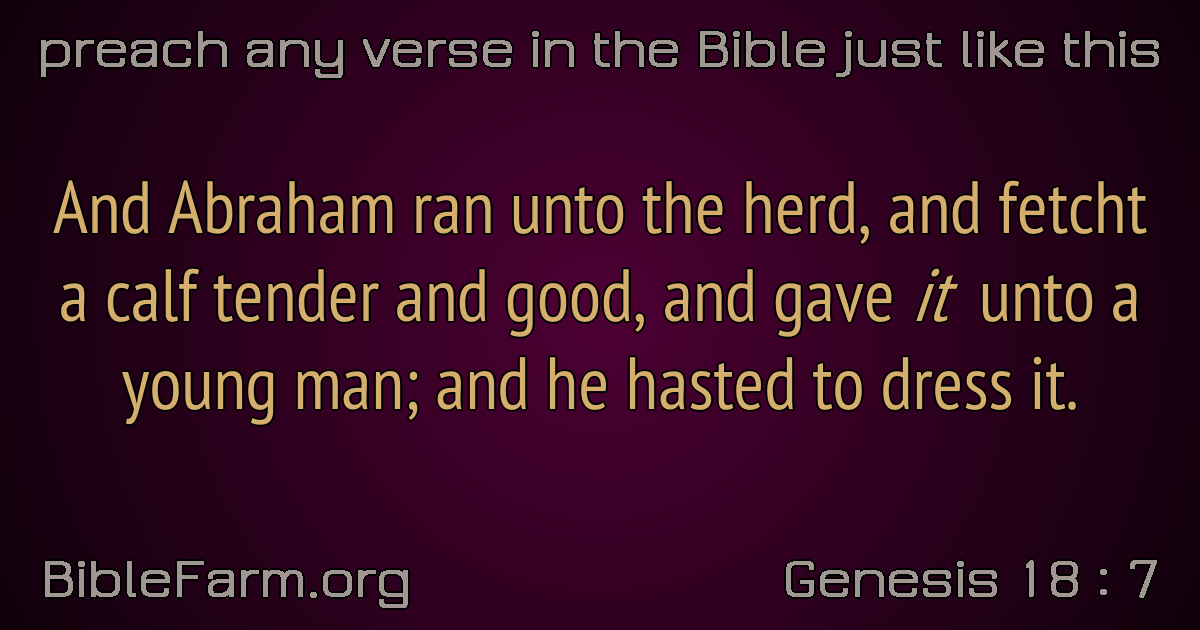 preach any verse in the Bible just like this
And Abraham ran unto the herd, and fetcht
a calf tender and good, and gave it unto a
young man; and he hasted to dress it.
BibleFarm.org
Genesis 18 : 7